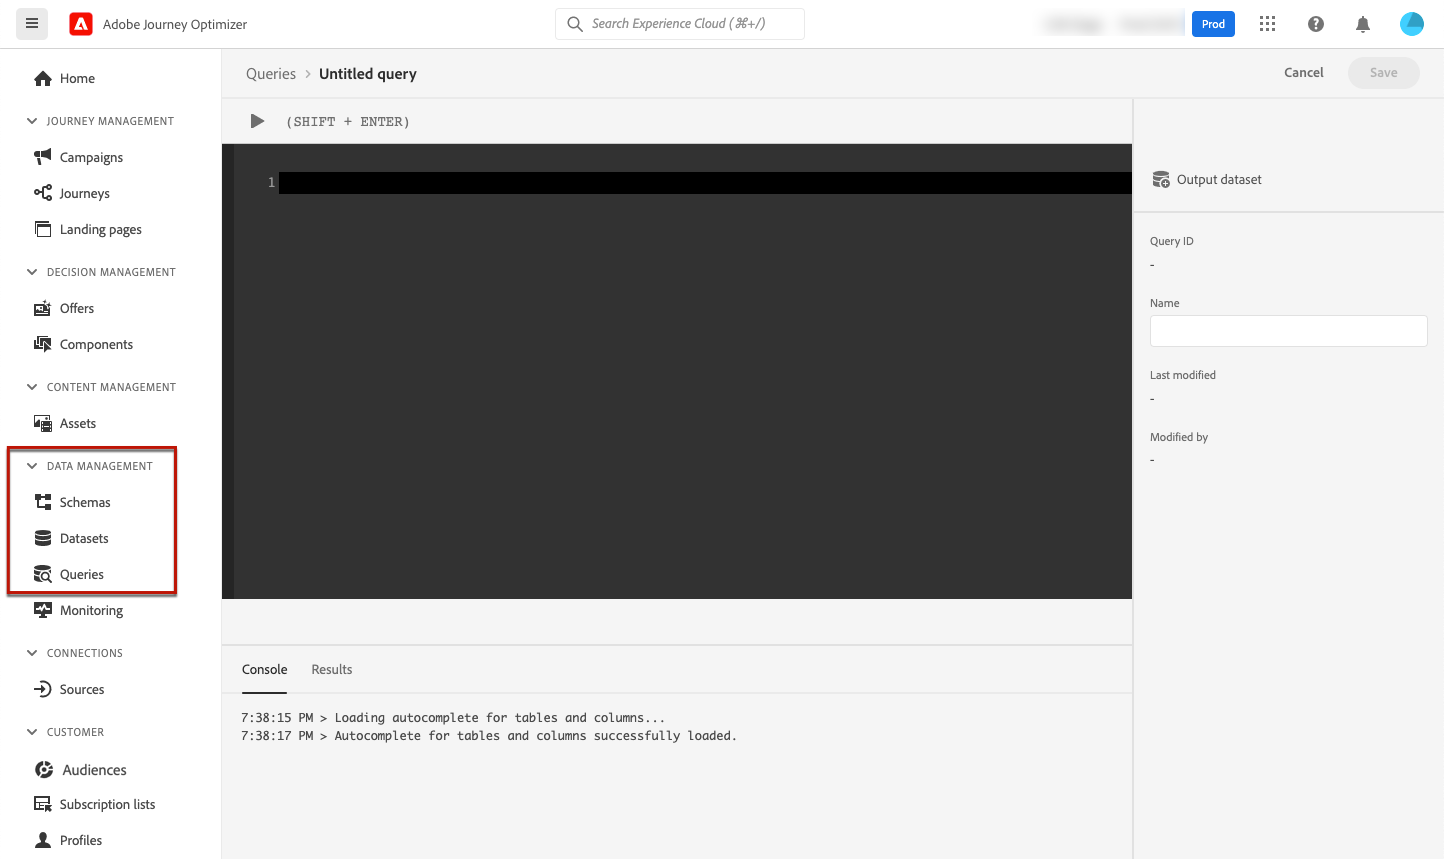 Adobe Journey Optimizer
Search Experience Cloud (⌘+/)
Prod
Home
JOURNEY MANAGEMENT
Campaigns
Journeys
Landing pages
DECISION MANAGEMENT
Offers
Components
CONTENT MANAGEMENT
Assets
DATA MANAGEMENT
Schemas
Datasets
Queries
Monitoring
CONNECTIONS
Sources
CUSTOMER
Audiences
Subscription lists
Profiles
Queries > Untitled query
Cancel
Save
(SHIFT + ENTER)
1
Output dataset
Query ID
-
Name
Last modified
-
Modified by
-
Console Results
7:38:15 PM > Loading autocomplete for tables and columns...
7:38:17 PM > Autocomplete for tables and columns successfully loaded.